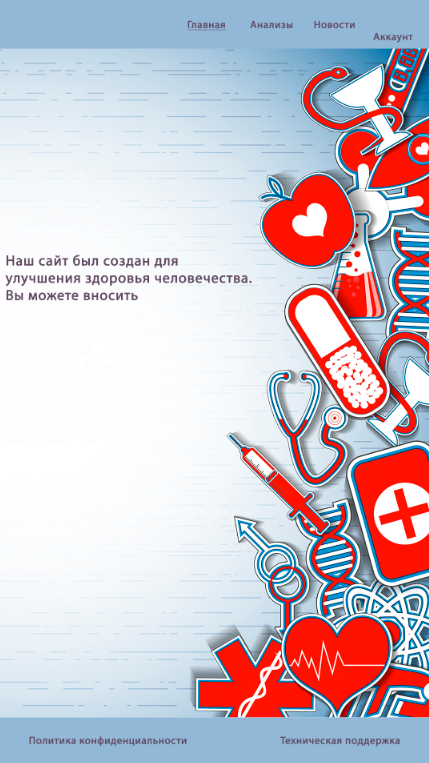 Главная Анализы Новости
Аккаунт
Наш сайт был создан для
улучшения здоровья человечества.
Вы можете вносить
Политика конфиденциальности Техническая поддержка